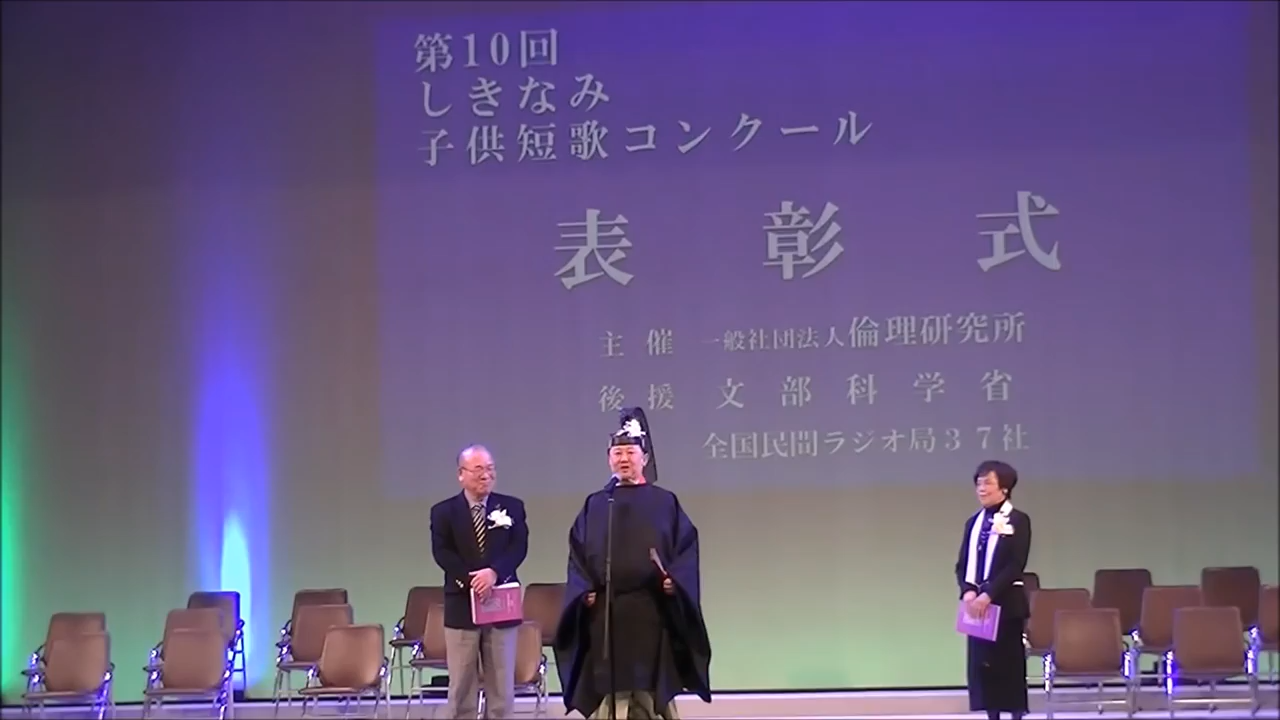 第10回
しきなみ
子供短歌コンクール
表彰式
主催 一般社団法人倫理研究所
後援 文部科学省
全国民間ラジオ局37社